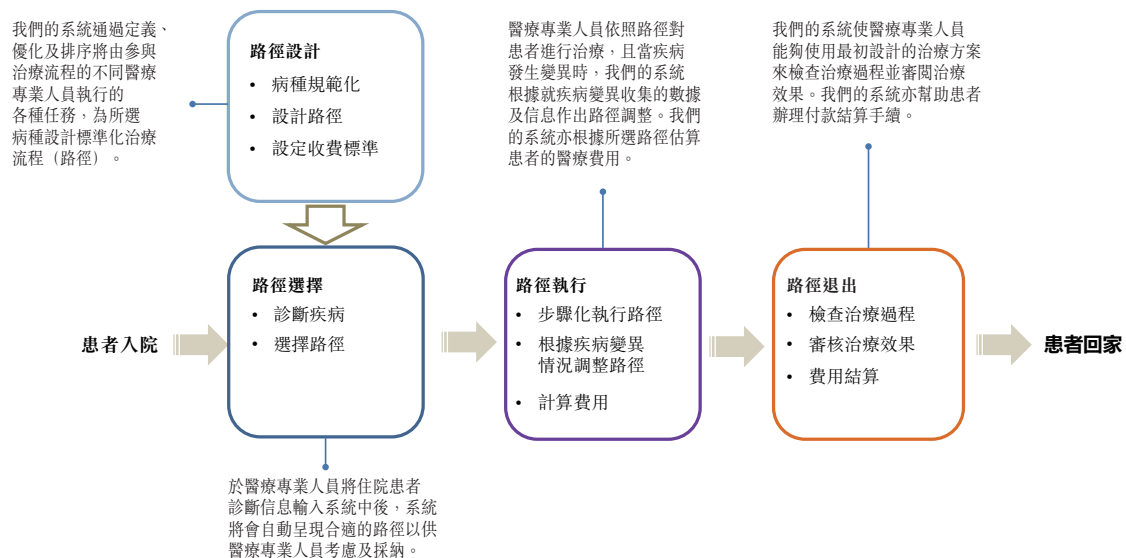 我們的系統通過定義、
優化及排序將由參與
治療流程的不同醫療
專業人員執行的
各種任務，為所選
病種設計標準化治療
流程（路徑）。
路徑設計
• 病種規範化
• 設計路徑
• 設定收費標準
醫療專業人員依照路徑對
患者進行治療，且當疾病
發生變異時，我們的系統
根據就疾病變異收集的數據
及信息作出路徑調整。我們
的系統亦根據所選路徑估算
患者的醫療費用。
我們的系統使醫療專業人員
能夠使用最初設計的治療方案
來檢查治療過程並審閱治療
效果。我們的系統亦幫助患者
辦理付款結算手續。
患者入院
路徑選擇
• 診斷疾病
• 選擇路徑
路徑執行
• 步驟化執行路徑
• 根據疾病變異
情況調整路徑
• 計算費用
路徑退出
• 檢查治療過程
• 審核治療效果
• 費用結算
患者回家
於醫療專業人員將住院患者
診斷信息輸入系統中後，系統
將會自動呈現合適的路徑以供
醫療專業人員考慮及採納。